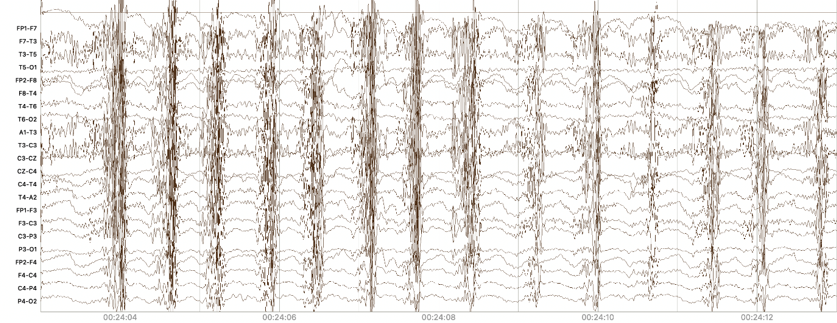 FP1-F7
F7-T3
T3-T5
T5-O1
FP2-F8
F8-T4
T4-T6
T6-O2
A1-T3
T3-C3
C3-CZ
CZ-C4
C4-T4
T4-A2
FP1-F3
F3-C3
C3-P3
P3-O1
FP2-F4
F4-C4
C4-P4
P4-O2
00:24:04 00:24:06 00:24:08 00:24:10 00:24:12